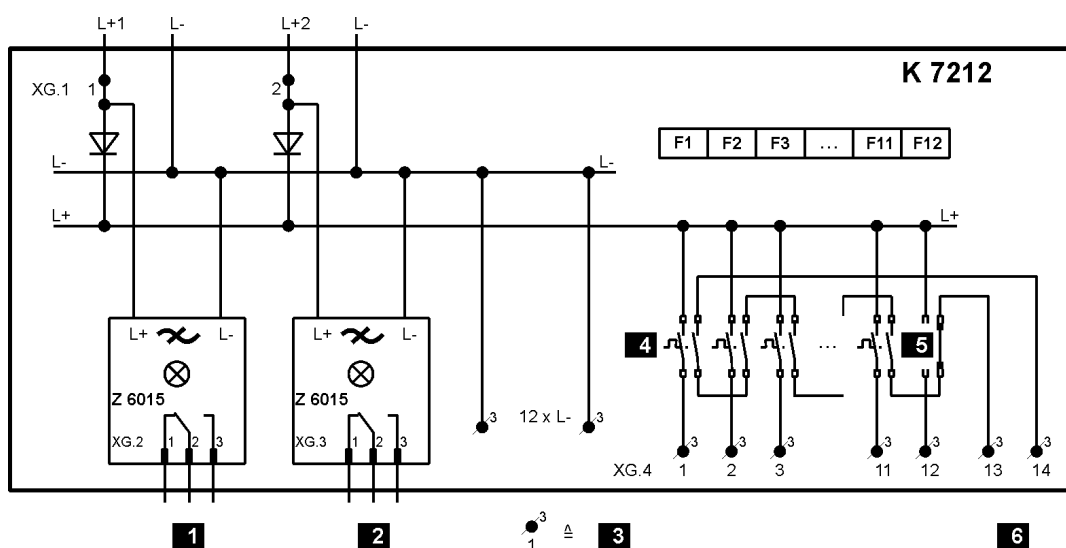 L+1 L- L+2 L-
K 7212
XG.1 1 2
F1 F2 F3 ... F11 F12
L- L-
L+ L+
L+ L- L+ L-
4 ... 5
Z 6015 Z 6015
3 12 x L- 3
XG.2 1 2 3 XG.3 1 2 3
3 3 3 3 3 3 3
XG.4 1 2 3 11 12 13 14
1 2 3 1 ≙ 3 6